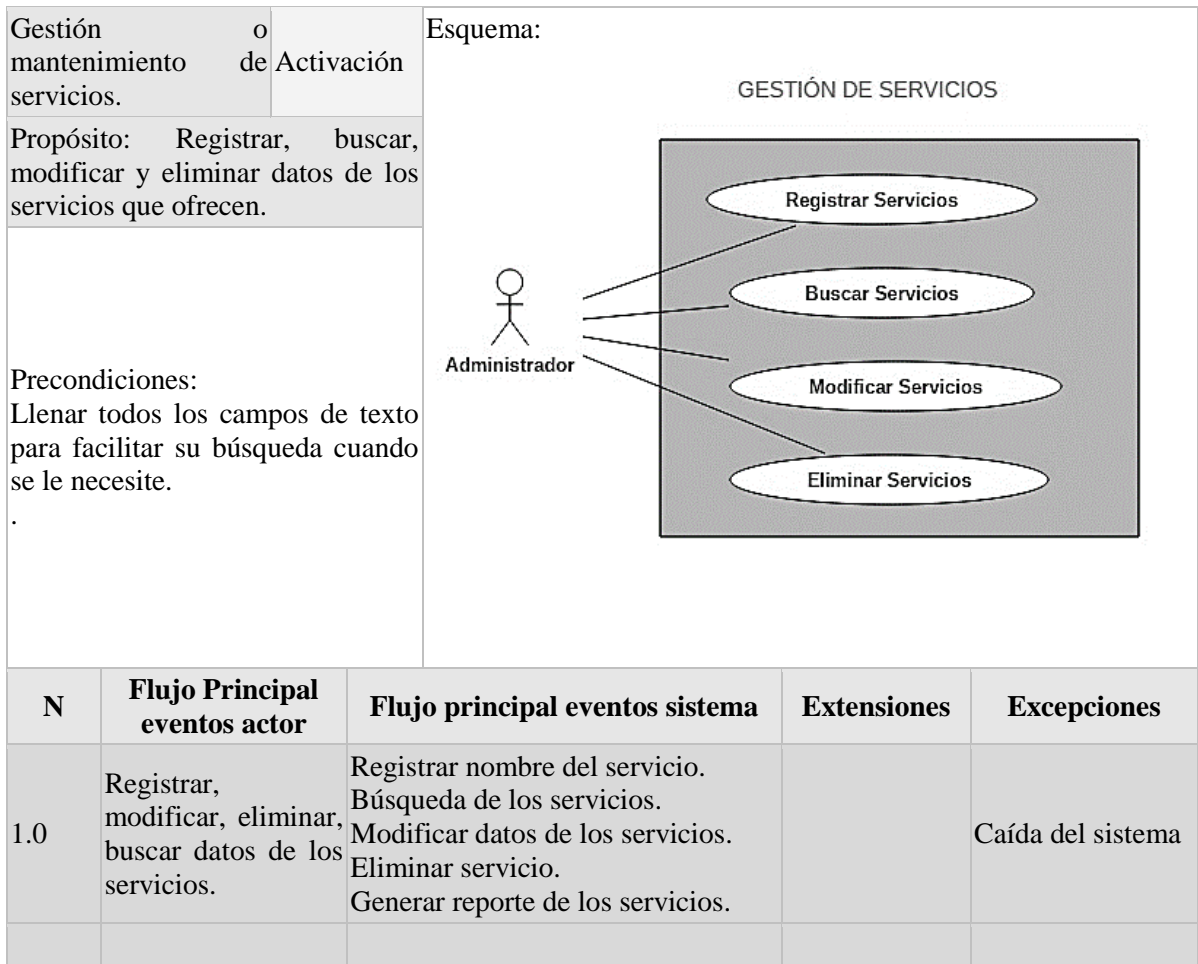 Gestión o
mantenimiento de
servicios.
Activación
Propósito: Registrar, buscar,
modificar y eliminar datos de los
servicios que ofrecen.
Precondiciones:
Llenar todos los campos de texto
para facilitar su búsqueda cuando
se le necesite.
.
Esquema:
GESTIÓN DE SERVICIOS
Registrar Servicios
Buscar Servicios
Administrador
Modificar Servicios
Eliminar Servicios
N
Flujo Principal
eventos actor
Flujo principal eventos sistema
Extensiones
Excepciones
1.0
Registrar,
modificar, eliminar,
buscar datos de los
servicios.
Registrar nombre del servicio.
Búsqueda de los servicios.
Modificar datos de los servicios.
Eliminar servicio.
Generar reporte de los servicios.
Caída del sistema